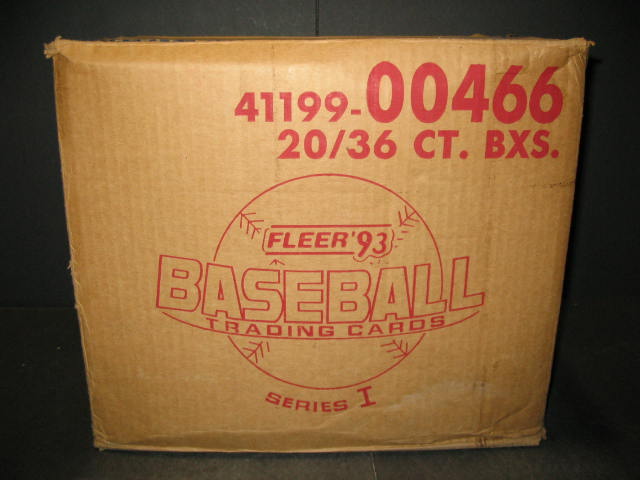 41199-00466
20/36 CT. BXS.
FLEER '93
BASEBALL
TRADING CARDS
SERIES I